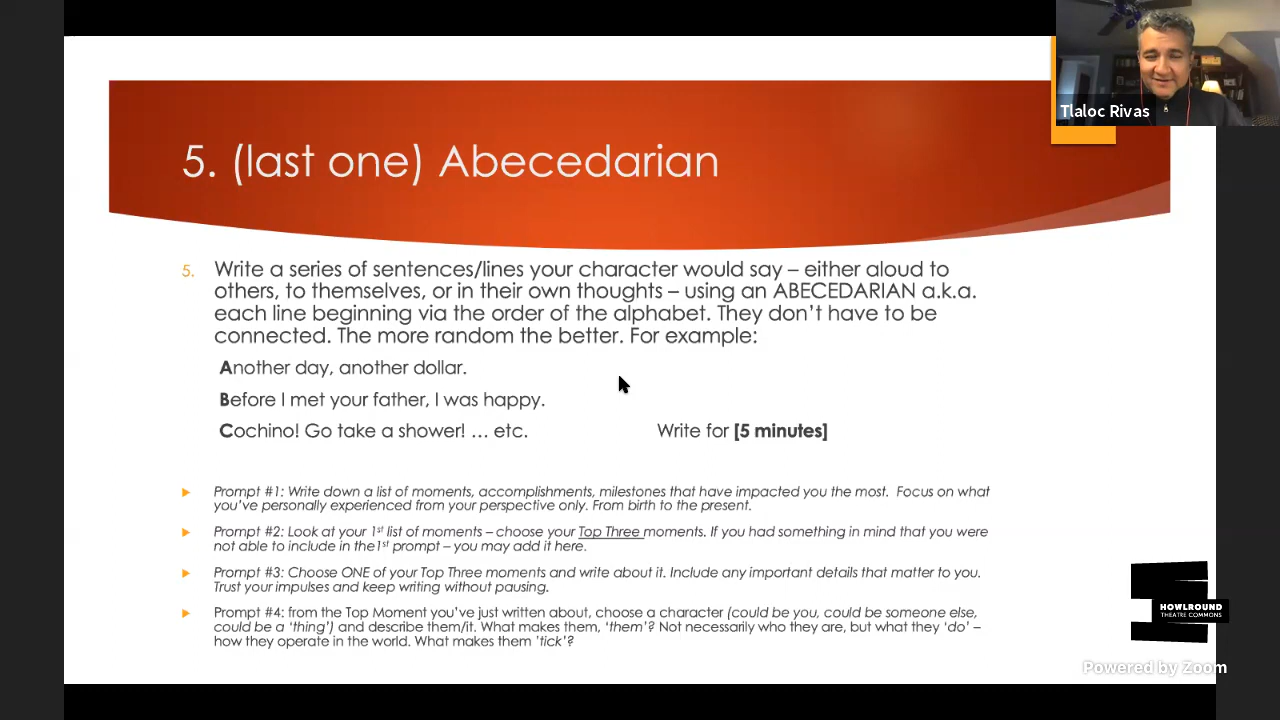 Tlaloc Rivas
5. (last one) Abecedarian
5. Write a series of sentences/lines your character would say – either aloud to
others, to themselves, or in their own thoughts – using an ABECEDARIAN a.k.a.
each line beginning via the order of the alphabet. They don't have to be
connected. The more random the better. For example:
Another day, another dollar.
Before I met your father, I was happy.
Cochino! Go take a shower! … etc. Write for [5 minutes]
Prompt #1: Write down a list of moments, accomplishments, milestones that have impacted you the most. Focus on what
you've personally experienced from your perspective only. From birth to the present.
Prompt #2: Look at your 1st list of moments – choose your Top Three moments. If you had something in mind that you were
not able to include in the1st prompt – you may add it here.
Prompt #3: Choose ONE of your Top Three moments and write about it. Include any important details that matter to you.
Trust your impulses and keep writing without pausing.
Prompt #4: from the Top Moment you've just written about, choose a character (could be you, could be someone else,
could be a 'thing') and describe them/it. What makes them, 'them'? Not necessarily who they are, but what they 'do' –
how they operate in the world. What makes them 'tick'?
HOWLROUND
THEATRE COMMONS
Powered by Zoom